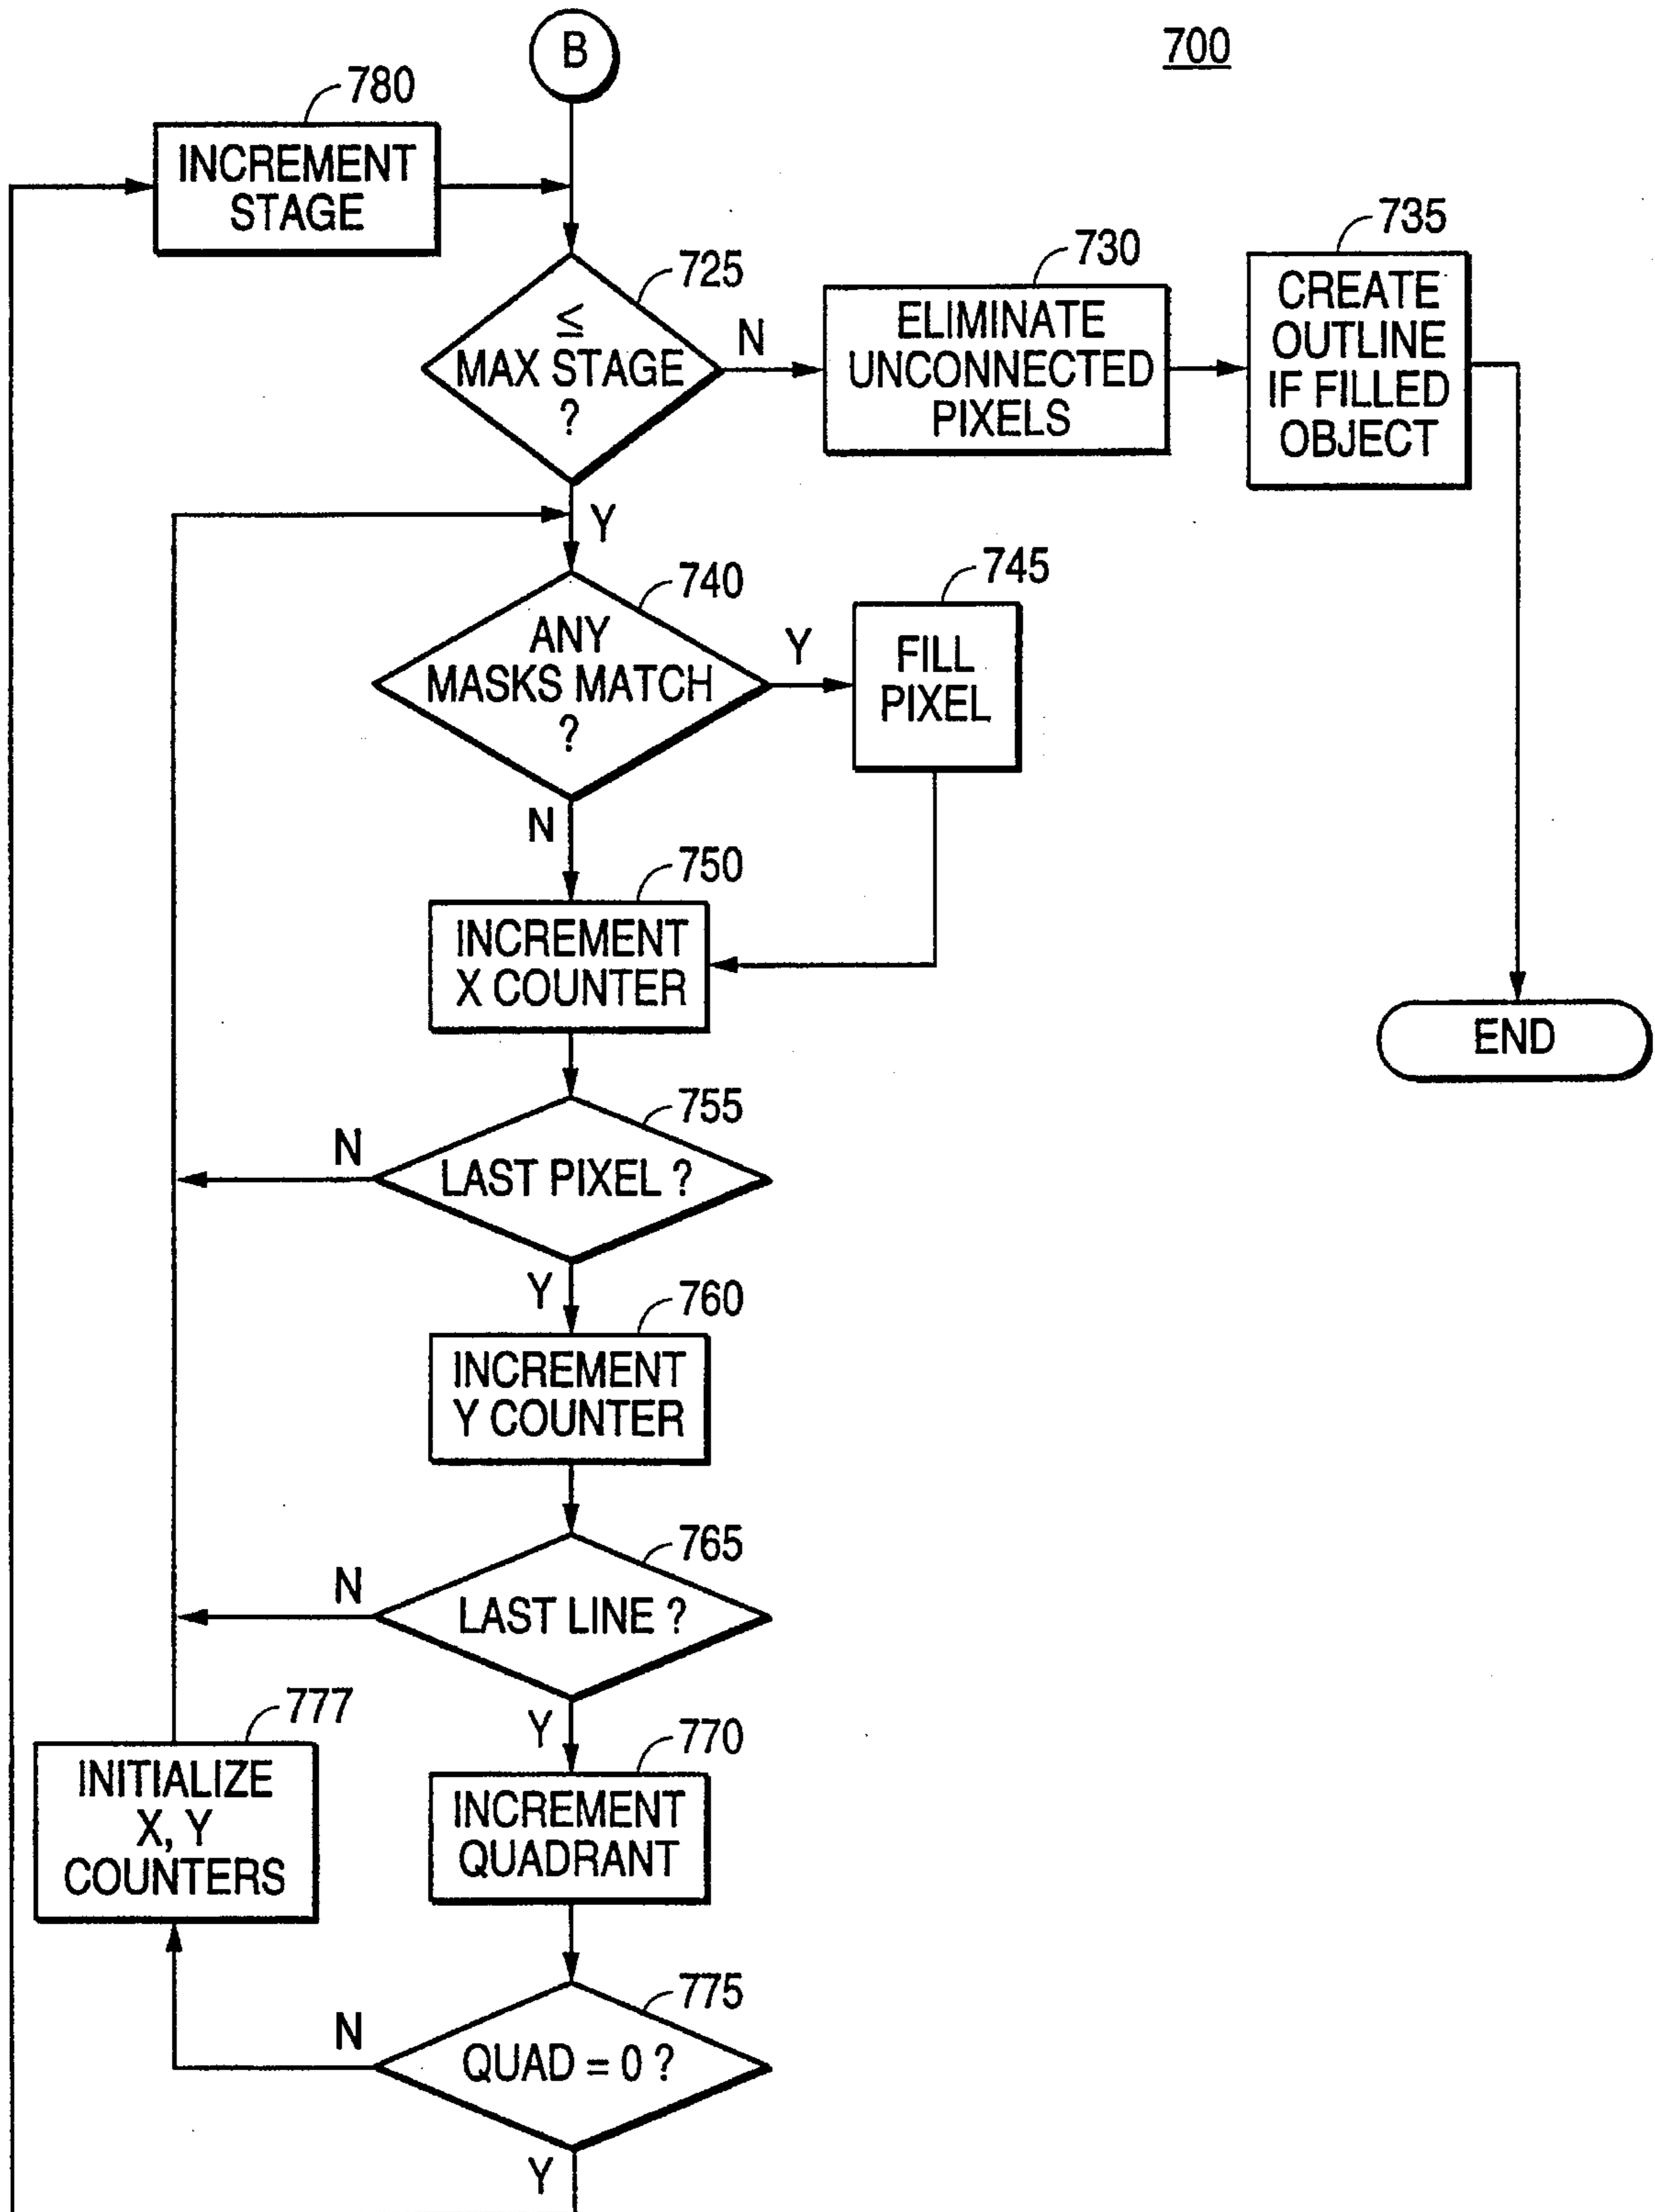 B
700
780
INCREMENT
STAGE
725
≤
MAX STAGE
?
N
730
ELIMINATE
UNCONNECTED
PIXELS
735
CREATE
OUTLINE
IF FILLED
OBJECT
Y
740
ANY
MASKS MATCH
?
Y
745
FILL
PIXEL
N
750
INCREMENT
X COUNTER
END
755
N
LAST PIXEL ?
Y
760
INCREMENT
Y COUNTER
765
N
LAST LINE ?
777
INITIALIZE
X, Y
COUNTERS
Y
770
INCREMENT
QUADRANT
775
N
QUAD = 0 ?
Y